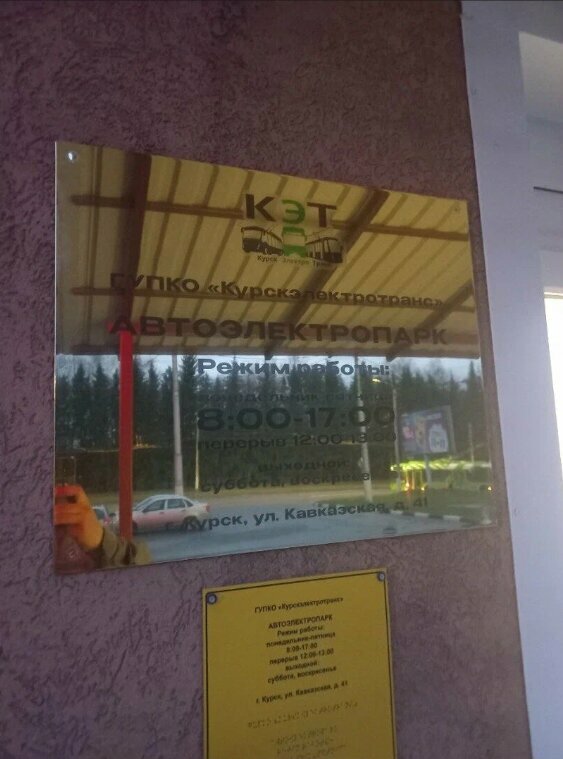 КЭТ
Курск Электро Транс
ГУПКО «Курскэлектротранс»
АВТОЭЛЕКТРОПАРК
Режим работы:
понедельник-пятница
8:00-17:00
перерыв 12:00-13:00
выходной:
суббота, воскресе
г. Курск, ул. Кавказская, д. 41
ГУПКО «Курскэлектротранс»
АВТОЭЛЕКТРОПАРК
Режим работы:
понедельник-пятница
8:00-17:00
перерыв 12:00-13:00
выходной:
суббота, воскресенье
г. Курск, ул. Кавказская, д. 41